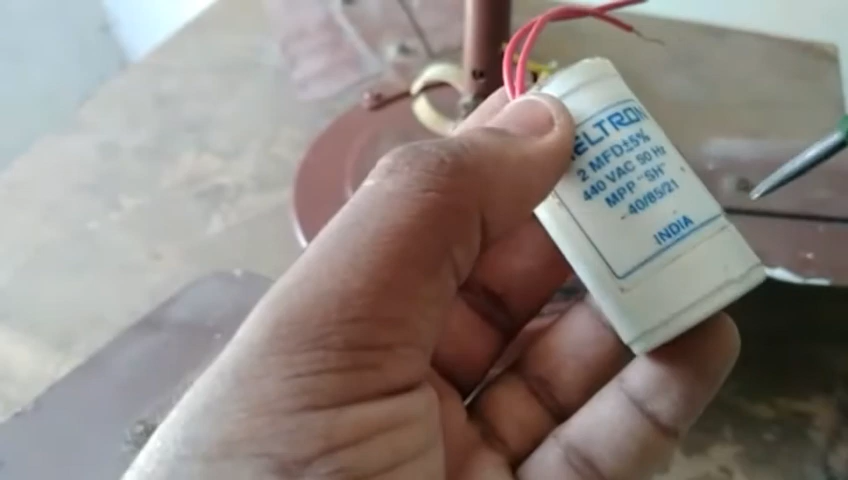 ELTRON
2 MFD±5%
440 VAC 50 Hz
MPP "SH"
40/85/21
INDIA